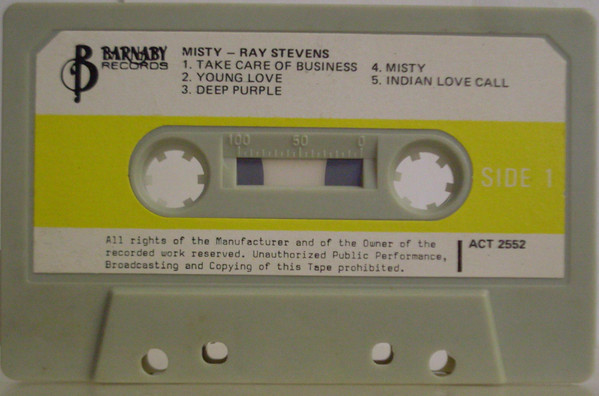 B BARNABY
RECORDS
MISTY – RAY STEVENS
1. TAKE CARE OF BUSINESS
2. YOUNG LOVE
3. DEEP PURPLE
4. MISTY
5. INDIAN LOVE CALL
100 50 0
SIDE 1
All rights of the Manufacturer and of the Owner of the
recorded work reserved. Unauthorized Public Performance,
Broadcasting and Copying of this Tape prohibited.
ACT 2552